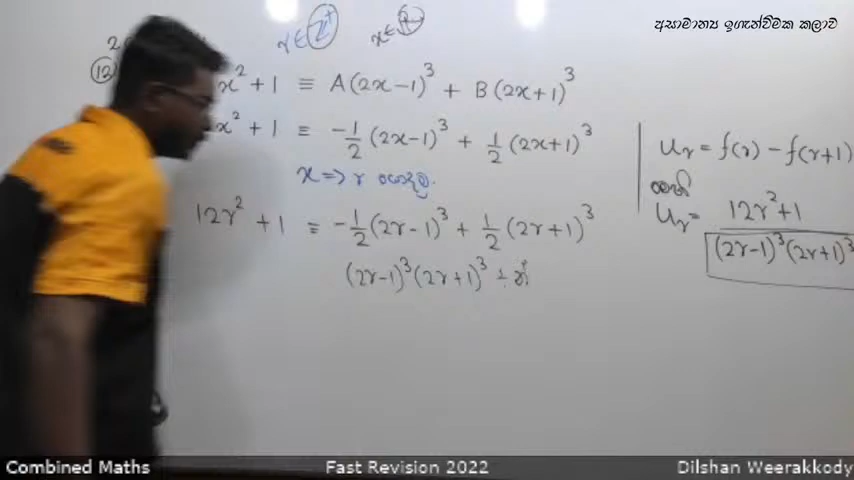 අසාමාන්‍ය ඉගැන්වීමක කලාව
r ∈ ℤ⁺ x ∈ ℝ
2
12
x² + 1 ≡ A(2x−1)³ + B(2x+1)³
x² + 1 ≡ −1/2 (2x−1)³ + 1/2 (2x+1)³
x ⇒ r යෙදීම.
12r² + 1 ≡ −1/2 (2r−1)³ + 1/2 (2r+1)³
(2r−1)³(2r+1)³ ÷ න්
Uᵣ = f(r) − f(r+1)
Uᵣ = 12r²+1 / (2r−1)³(2r+1)³
Combined Maths
Fast Revision 2022
Dilshan Weerakkody